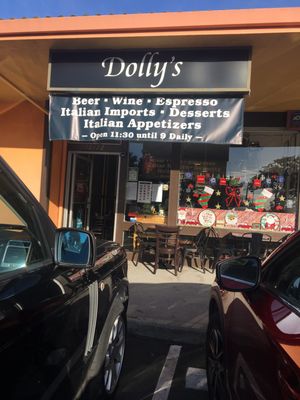 Dolly's
Beer • Wine • Espresso
Italian Imports • Desserts
Italian Appetizers
— Open 11:30 until 9 Daily —